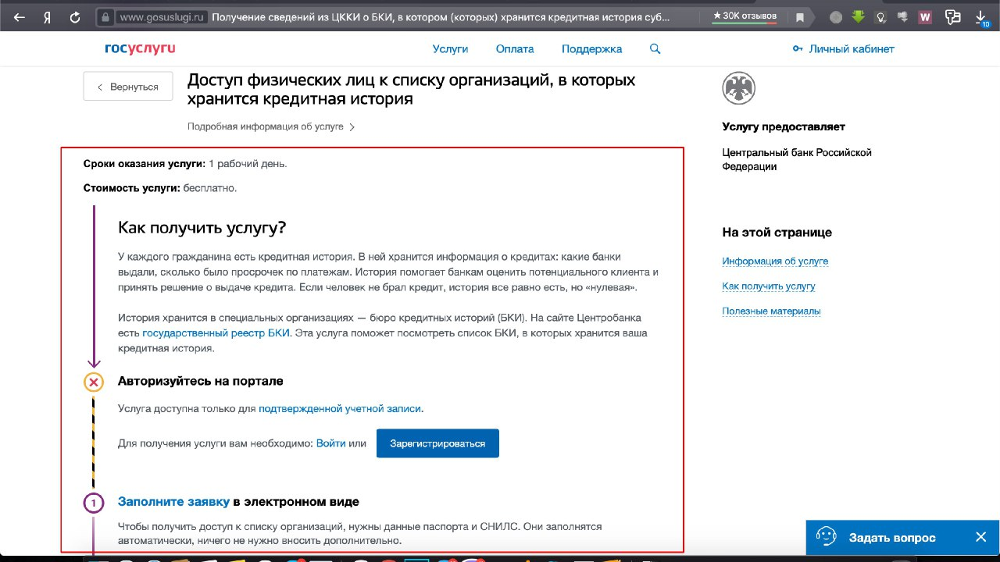 Я
www.gosuslugi.ru Получение сведений из ЦККИ о БКИ, в котором (которых) хранится кредитная история суб...
★ 30K отзывов
W
10
госуслуги
Услуги
Оплата
Поддержка
Личный кабинет
Вернуться
Доступ физических лиц к списку организаций, в которых
хранится кредитная история
Подробная информация об услуге
Сроки оказания услуги: 1 рабочий день.
Стоимость услуги: бесплатно.
Как получить услугу?
У каждого гражданина есть кредитная история. В ней хранится информация о кредитах: какие банки
выдали, сколько было просрочек по платежам. История помогает банкам оценить потенциального клиента и
принять решение о выдаче кредита. Если человек не брал кредит, история все равно есть, но «нулевая».
История хранится в специальных организациях — бюро кредитных историй (БКИ). На сайте Центробанка
есть государственный реестр БКИ. Эта услуга поможет посмотреть список БКИ, в которых хранится ваша
кредитная история.
Авторизуйтесь на портале
Услуга доступна только для подтвержденной учетной записи.
Для получения услуги вам необходимо: Войти или
Зарегистрироваться
1
Заполните заявку в электронном виде
Чтобы получить доступ к списку организаций, нужны данные паспорта и СНИЛС. Они заполнятся
автоматически, ничего не нужно вносить дополнительно.
Услугу предоставляет
Центральный банк Российской
Федерации
На этой странице
Информация об услуге
Как получить услугу
Полезные материалы
Задать вопрос